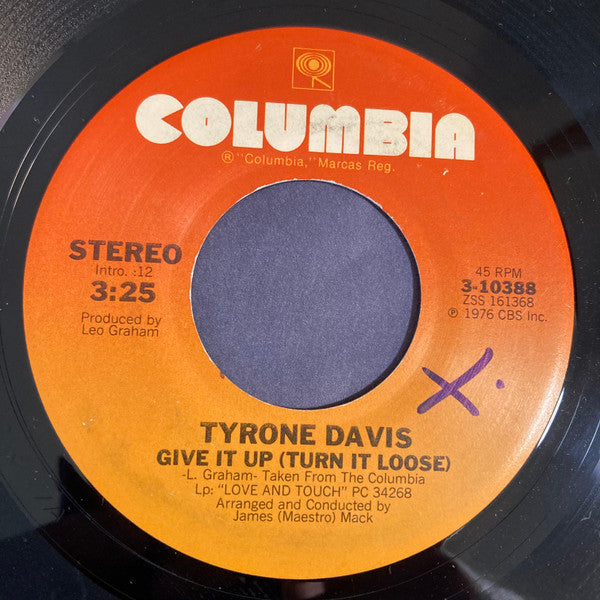 COLUMBIA
® "Columbia," Marcas Reg.
STEREO
Intro. :12
3:25
Produced by
Leo Graham
45 RPM
3-10388
ZSS 161368
℗ 1976 CBS Inc.
X.
TYRONE DAVIS
GIVE IT UP (TURN IT LOOSE)
-L. Graham- Taken From The Columbia
Lp: "LOVE AND TOUCH" PC 34268
Arranged and Conducted by
James (Maestro) Mack